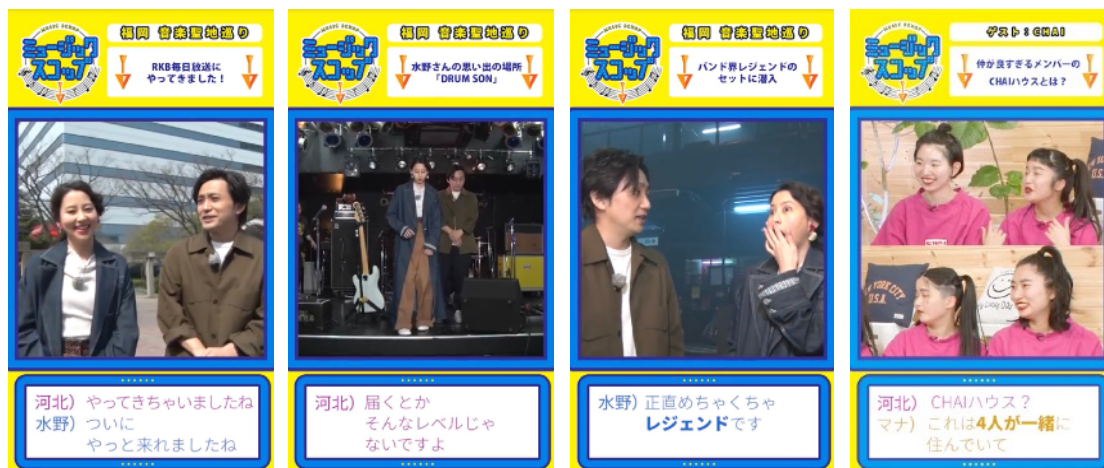 MUSIC SCOOP
ミュージック
スコップ
福岡 音楽聖地巡り
RKB毎日放送に
やってきました！
河北）やってきちゃいましたね
水野）ついに
やっと来れましたね
MUSIC SCOOP
ミュージック
スコップ
福岡 音楽聖地巡り
水野さんの思い出の場所
「DRUM SON」
河北）届くとか
そんなレベルじゃ
ないですよ
MUSIC SCOOP
ミュージック
スコップ
福岡 音楽聖地巡り
バンド界レジェンドの
セットに潜入
水野）正直めちゃくちゃ
レジェンドです
MUSIC SCOOP
ミュージック
スコップ
ゲスト：CHAI
仲が良すぎるメンバーの
CHAIハウスとは？
U.S.
YORK CITY
U.S.A.
河北）CHAIハウス？
マナ）これは4人が一緒に
住んでいて